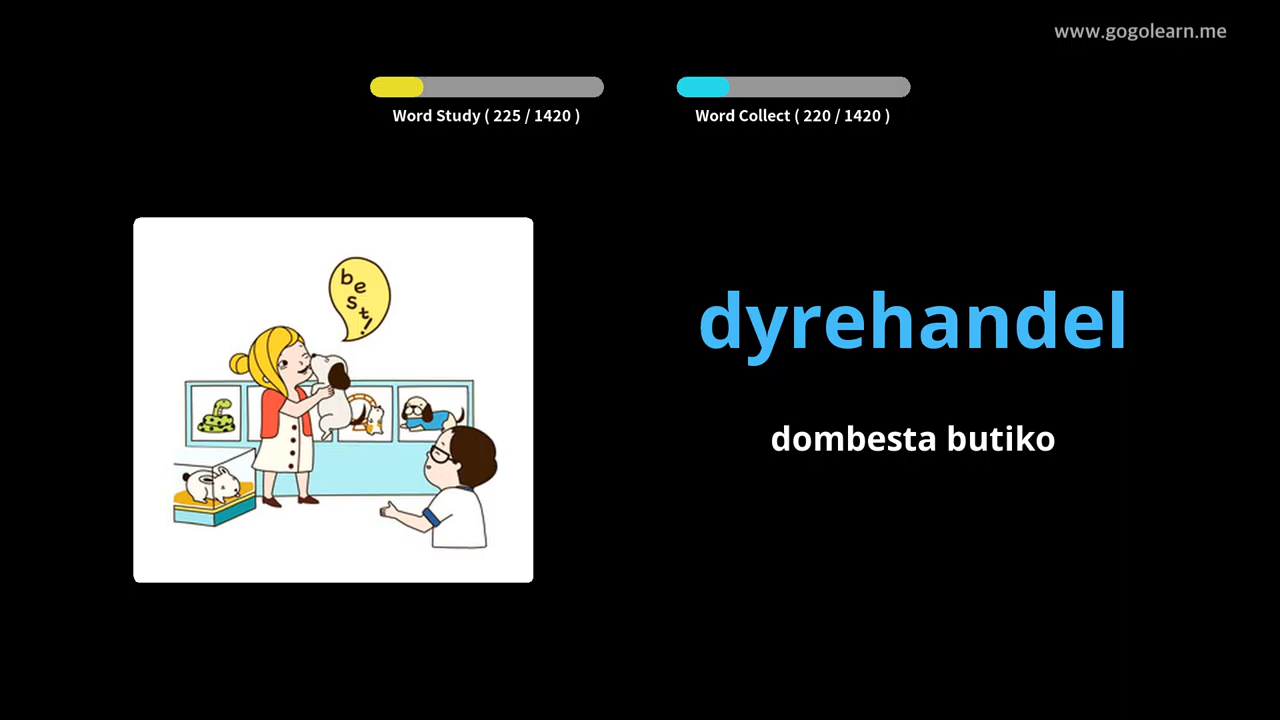 www.gogolearn.me
Word Study ( 225 / 1420 )
Word Collect ( 220 / 1420 )
best!
dyrehandel
dombesta butiko